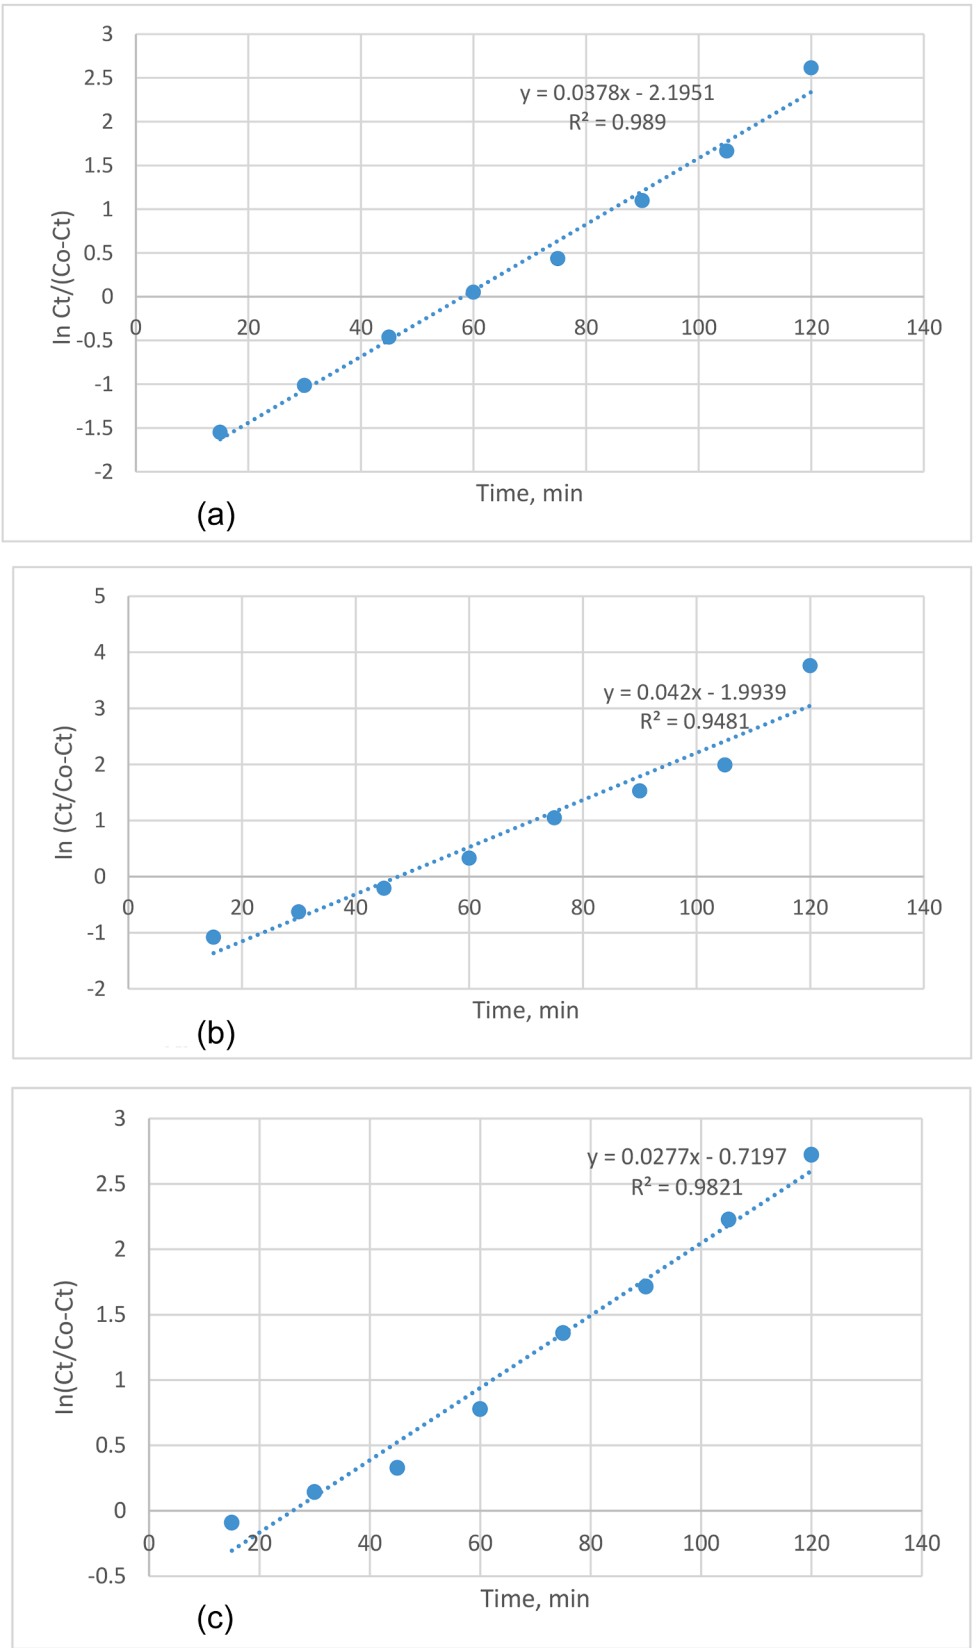 3
2.5
y = 0.0378x - 2.1951
R² = 0.989
2
1.5
1
0.5
0
0 20 40 60 80 100 120 140
-0.5
-1
-1.5
-2
ln Ct/(Co-Ct)
Time, min
(a)
5
4
y = 0.042x - 1.9939
R² = 0.9481
3
2
1
0
0 20 40 60 80 100 120 140
-1
-2
ln (Ct/Co-Ct)
Time, min
(b)
3
y = 0.0277x - 0.7197
R² = 0.9821
2.5
2
1.5
1
0.5
0
0 20 40 60 80 100 120 140
-0.5
ln(Ct/Co-Ct)
Time, min
(c)